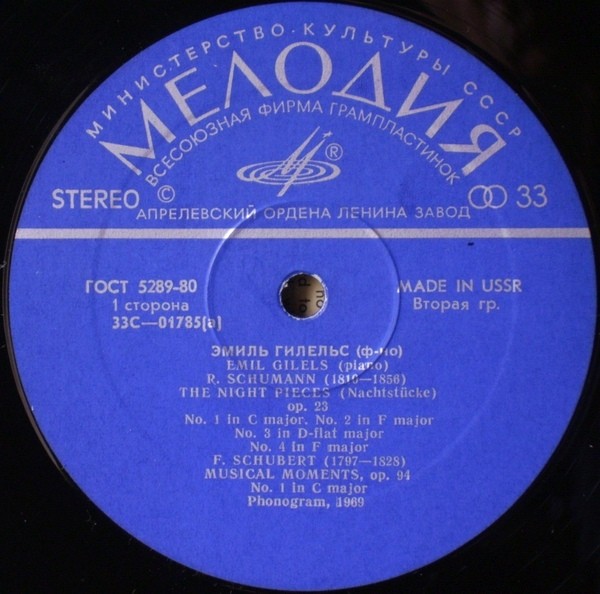 МИНИСТЕРСТВО·КУЛЬТУРЫ СССР
МЕЛОДИЯ
ВСЕСОЮЗНАЯ ФИРМА ГРАМПЛАСТИНОК
®
STEREO © 33
АПРЕЛЕВСКИЙ ОРДЕНА ЛЕНИНА ЗАВОД
ГОСТ 5289-80 MADE IN USSR
1 сторона Вторая гр.
33С—01785(а)
ЭМИЛЬ ГИЛЕЛЬС (ф-но)
EMIL GILELS (piano)
R. SCHUMANN (1810—1856)
THE NIGHT PIECES (Nachtstücke)
op. 23
No. 1 in C major, No. 2 in F major
No. 3 in D-flat major
No. 4 in F major
F. SCHUBERT (1797—1828)
MUSICAL MOMENTS, op. 94
No. 1 in C major
Phonogram, 1969